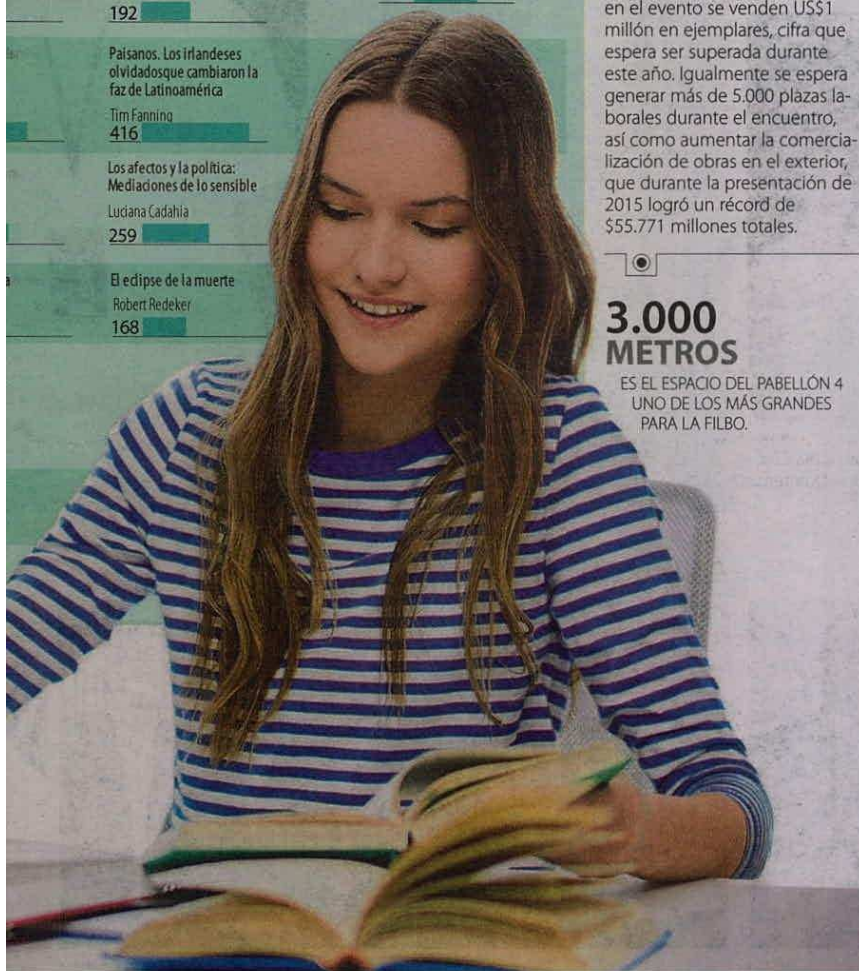 192
Paisanos. Los irlandeses
olvidadosque cambiaron la
faz de Latinoamérica
Tim Fanning
416
Los afectos y la política:
Mediaciones de lo sensible
Luciana Cadahia
259
El eclipse de la muerte
Robert Redeker
168
en el evento se venden US$1
millón en ejemplares, cifra que
espera ser superada durante
este año. Igualmente se espera
generar más de 5.000 plazas la-
borales durante el encuentro,
así como aumentar la comercia-
lización de obras en el exterior,
que durante la presentación de
2015 logró un récord de
$55.771 millones totales.
3.000
METROS
ES EL ESPACIO DEL PABELLÓN 4
UNO DE LOS MÁS GRANDES
PARA LA FILBO.